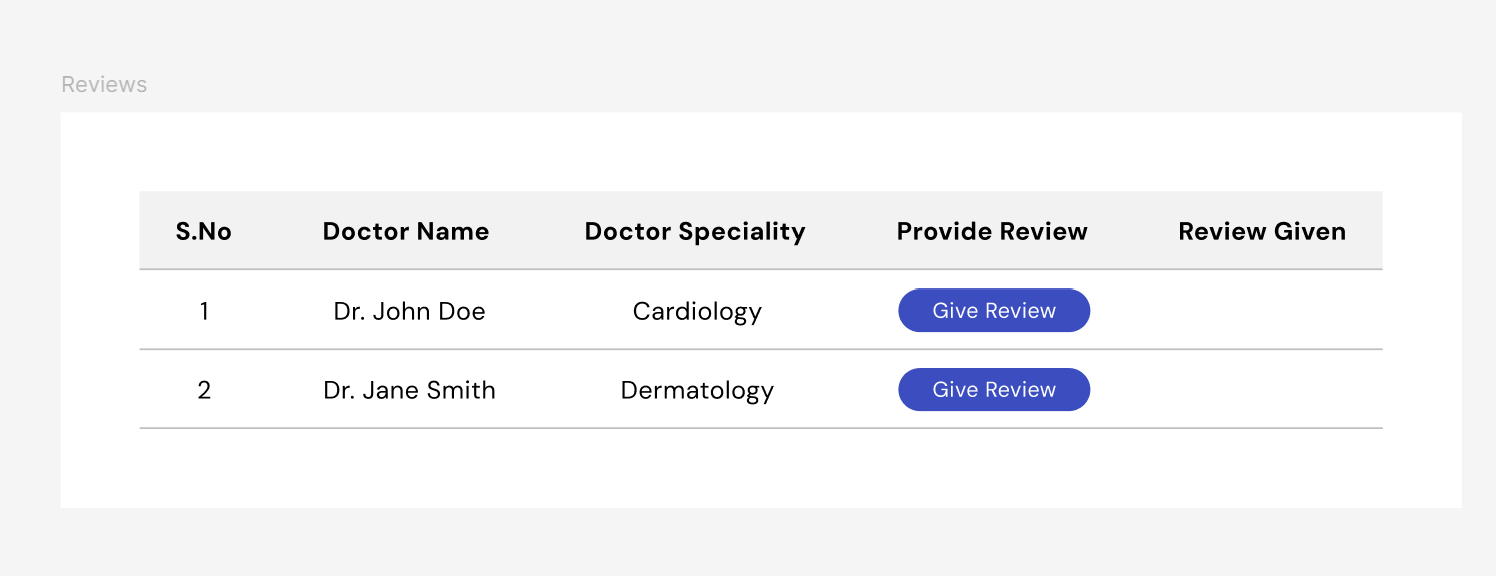 Reviews
S.No Doctor Name Doctor Speciality Provide Review Review Given
1 Dr. John Doe Cardiology Give Review
2 Dr. Jane Smith Dermatology Give Review